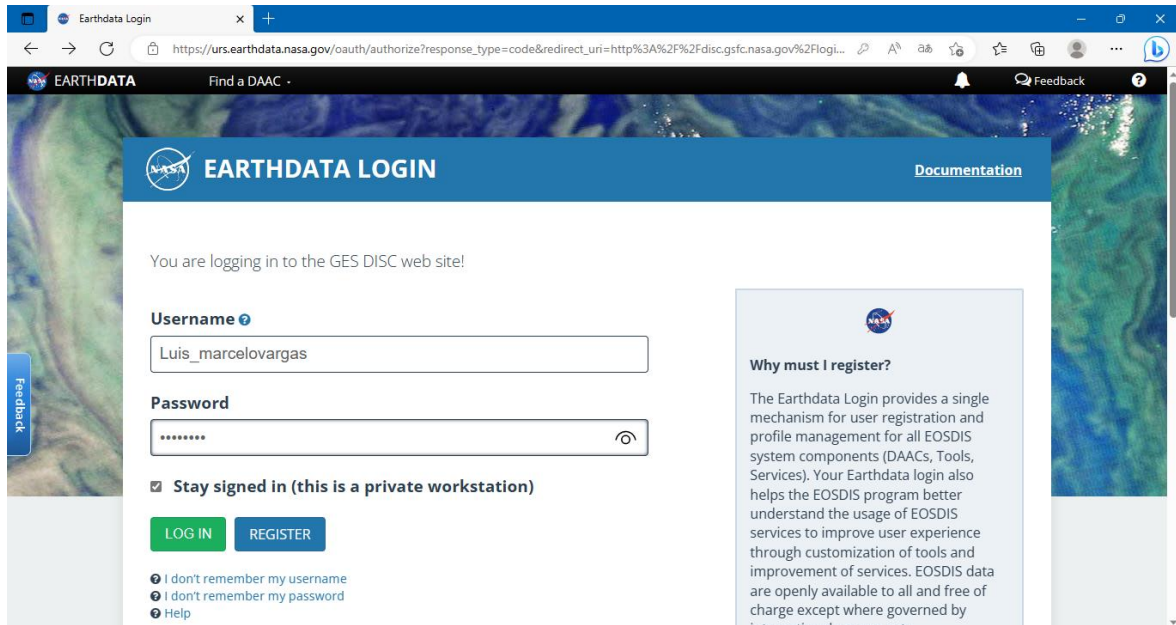 Earthdata Login
https://urs.earthdata.nasa.gov/oauth/authorize?response_type=code&redirect_uri=http%3A%2F%2Fdisc.gsfc.nasa.gov%2Flogi...
EARTHDATA
Find a DAAC
Feedback
NASA
EARTHDATA LOGIN
Documentation
You are logging in to the GES DISC web site!
Username
Luis_marcelovargas
Password
••••••••
Stay signed in (this is a private workstation)
LOG IN
REGISTER
I don't remember my username
I don't remember my password
Help
Feedback
NASA
Why must I register?
The Earthdata Login provides a single
mechanism for user registration and
profile management for all EOSDIS
system components (DAACs, Tools,
Services). Your Earthdata login also
helps the EOSDIS program better
understand the usage of EOSDIS
services to improve user experience
through customization of tools and
improvement of services. EOSDIS data
are openly available to all and free of
charge except where governed by